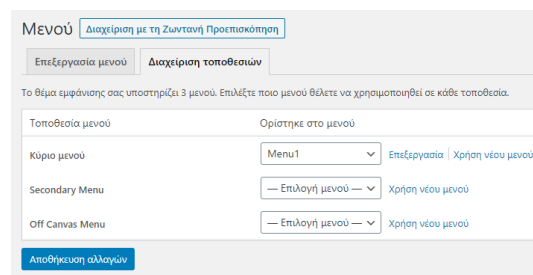 Μενού Διαχείριση με τη Ζωντανή Προεπισκόπηση
Επεξεργασία μενού Διαχείριση τοποθεσιών
Το θέμα εμφάνισης σας υποστηρίζει 3 μενού. Επιλέξτε ποιο μενού θέλετε να χρησιμοποιηθεί σε κάθε τοποθεσία.
Τοποθεσία μενού Ορίστηκε στο μενού
Κύριο μενού Menu1 Επεξεργασία Χρήση νέου μενού
Secondary Menu — Επιλογή μενού — Χρήση νέου μενού
Off Canvas Menu — Επιλογή μενού — Χρήση νέου μενού
Αποθήκευση αλλαγών